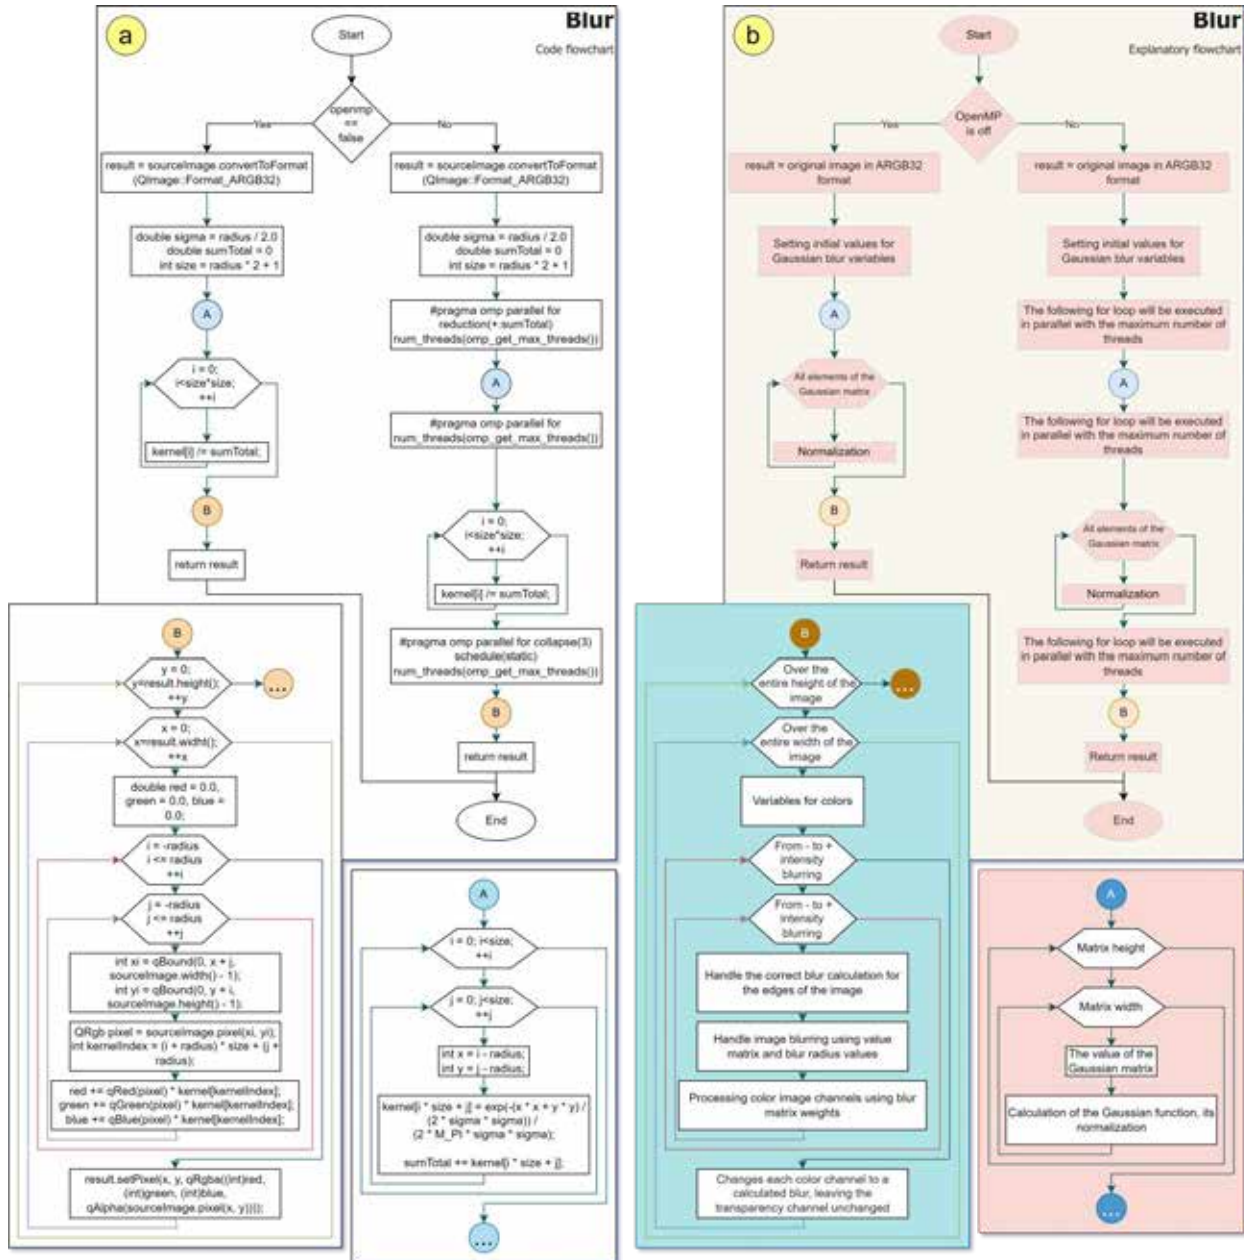 a
Blur
Code flowchart
Start
openmp
==
false
Yes
No
result = sourceImage.convertToFormat
(QImage::Format_ARGB32)
result = sourceImage.convertToFormat
(QImage::Format_ARGB32)
double sigma = radius / 2.0
double sumTotal = 0
int size = radius * 2 + 1
double sigma = radius / 2.0
double sumTotal = 0
int size = radius * 2 + 1
A
#pragma omp parallel for
reduction(+:sumTotal)
num_threads(omp_get_max_threads())
i = 0;
i<size*size;
++i
A
#pragma omp parallel for
num_threads(omp_get_max_threads())
kernel[i] /= sumTotal;
B
i = 0;
i<size*size;
++i
return result
kernel[i] /= sumTotal;
#pragma omp parallel for collapse(3)
schedule(static)
num_threads(omp_get_max_threads())
B
return result
End
B
y = 0;
y=result.height();
++y
...
x = 0;
x=result.widht();
++x
double red = 0.0,
green = 0.0, blue =
0.0;
i = -radius
i <= radius
++i
j = -radius
j <= radius
++j
int xi = qBound(0, x + j,
sourceImage.width() - 1);
int yi = qBound(0, y + i,
sourceImage.height() - 1);
QRgb pixel = sourceImage.pixel(xi, yi);
int kernelIndex = (i + radius) * size + (j +
radius);
red += qRed(pixel) * kernel[kernelIndex];
green += qGreen(pixel) * kernel[kernelIndex];
blue += qBlue(pixel) * kernel[kernelIndex];
result.setPixel(x, y, qRgba((int)red,
(int)green, (int)blue,
qAlpha(sourceImage.pixel(x, y))));
A
i = 0; i<size;
++i
j = 0; j<size;
++j
int x = i - radius;
int y = j - radius;
kernel[i * size + j] = exp(-(x * x + y * y) /
(2 * sigma * sigma)) /
(2 * M_PI * sigma * sigma);
sumTotal += kernel[i * size + j];
...
b
Blur
Explanatory flowchart
Start
OpenMP
is off
Yes
No
result = original image in ARGB32
format
result = original image in ARGB32
format
Setting initial values for
Gaussian blur variables
Setting initial values for
Gaussian blur variables
A
The following for loop will be executed
in parallel with the maximum number of
threads
All elements of the
Gaussian matrix
A
The following for loop will be executed
in parallel with the maximum number of
threads
Normalization
B
All elements of the
Gaussian matrix
Return result
Normalization
The following for loop will be executed
in parallel with the maximum number of
threads
B
Return result
End
B
Over the
entire height of the
image
...
Over the
entire width of the
image
Variables for colors
From - to +
intensity
blurring
From - to +
intensity
blurring
Handle the correct blur calculation for
the edges of the image
Handle image blurring using value
matrix and blur radius values
Processing color image channels using blur
matrix weights
Changes each color channel to a
calculated blur, leaving the
transparency channel unchanged
A
Matrix height
Matrix width
The value of the
Gaussian matrix
Calculation of the Gaussian function, its
normalization
...